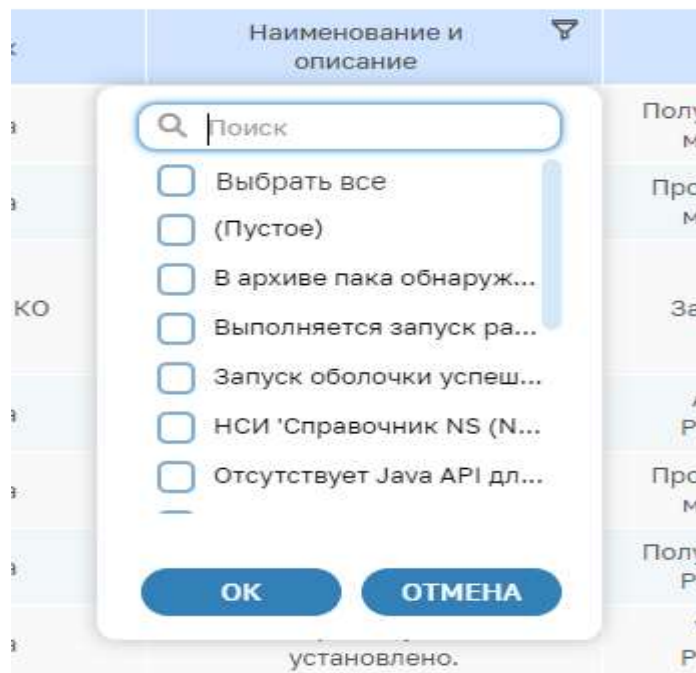 Наименование и
описание
Поиск
Выбрать все
(Пустое)
В архиве пака обнаруж...
КО
Выполняется запуск ра...
Запуск оболочки успеш...
НСИ 'Справочник NS (N...
Отсутствует Java API дл...
ОК
ОТМЕНА
установлено.